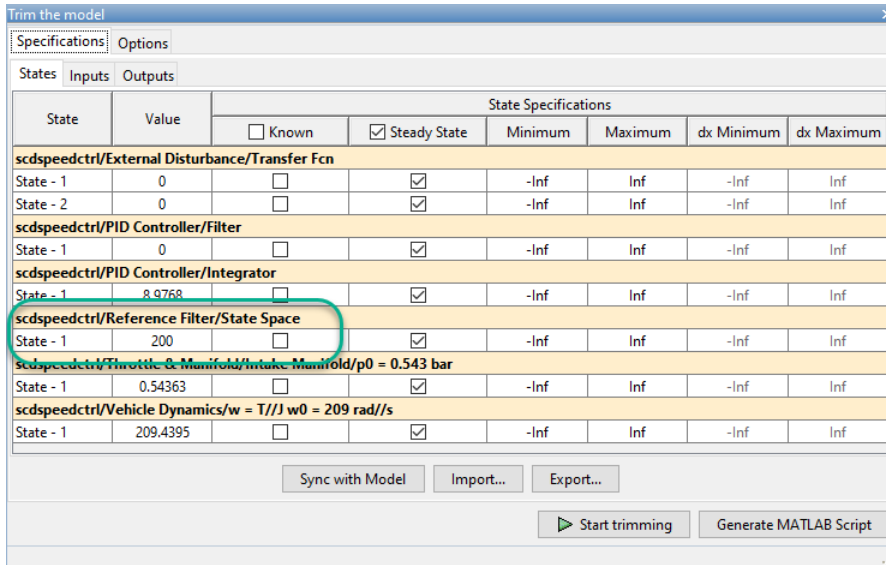 Trim the model
Specifications Options
States Inputs Outputs
State Value State Specifications
Known Steady State Minimum Maximum dx Minimum dx Maximum
scdspeedctrl/External Disturbance/Transfer Fcn
State - 1 0 -Inf Inf -Inf Inf
State - 2 0 -Inf Inf -Inf Inf
scdspeedctrl/PID Controller/Filter
State - 1 0 -Inf Inf -Inf Inf
scdspeedctrl/PID Controller/Integrator
State - 1 8.9768 -Inf Inf -Inf Inf
scdspeedctrl/Reference Filter/State Space
State - 1 200 -Inf Inf -Inf Inf
scdspeedctrl/Throttle & Manifold/Intake Manifold/p0 = 0.543 bar
State - 1 0.54363 -Inf Inf -Inf Inf
scdspeedctrl/Vehicle Dynamics/w = T//J w0 = 209 rad//s
State - 1 209.4395 -Inf Inf -Inf Inf
Sync with Model Import... Export...
Start trimming Generate MATLAB Script